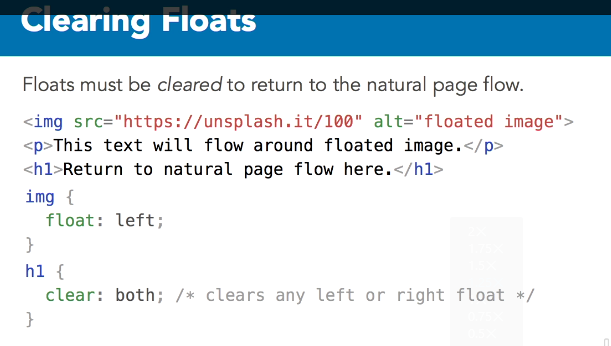 Clearing Floats
Floats must be cleared to return to the natural page flow.
<img src="https://unsplash.it/100" alt="floated image">
<p>This text will flow around floated image.</p>
<h1>Return to natural page flow here.</h1>
img {
float: left;
}
h1 {
clear: both; /* clears any left or right float */
}